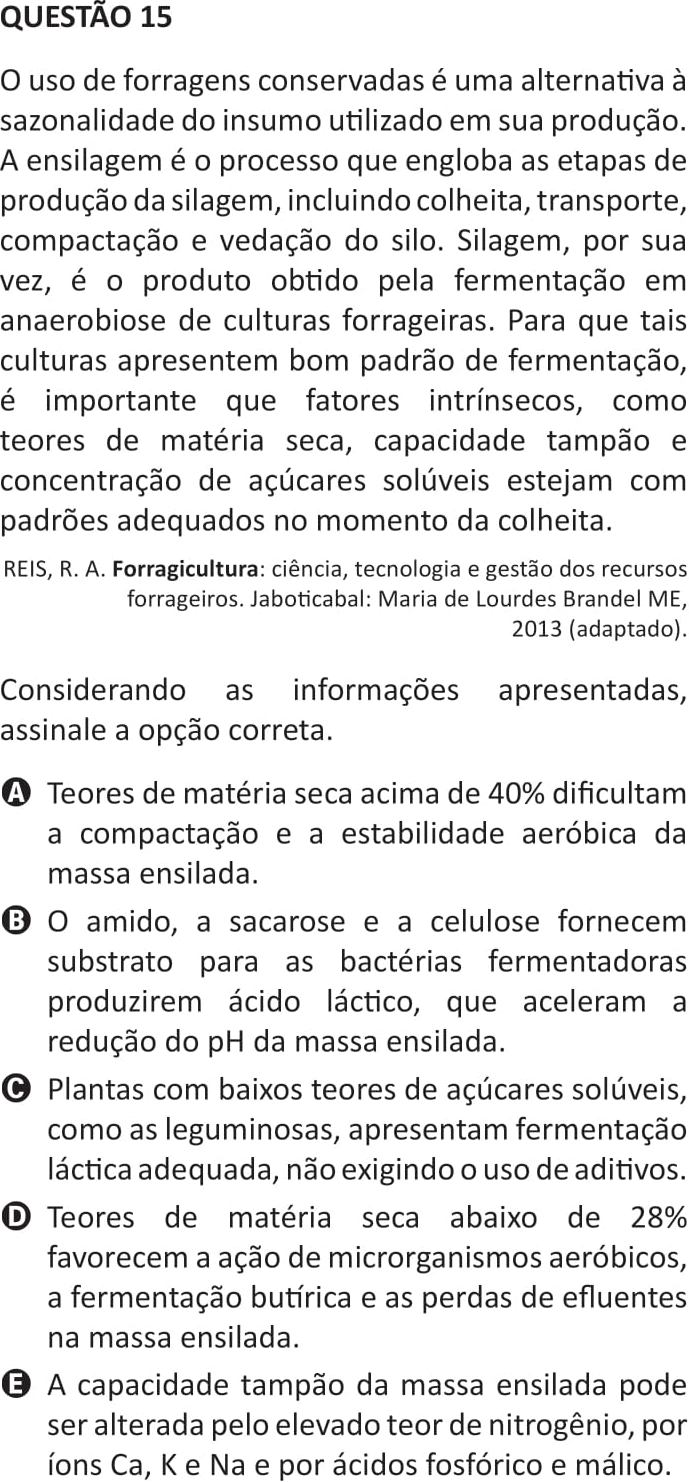 QUESTÃO 15
O uso de forragens conservadas é uma alternativa à
sazonalidade do insumo utilizado em sua produção.
A ensilagem é o processo que engloba as etapas de
produção da silagem, incluindo colheita, transporte,
compactação e vedação do silo. Silagem, por sua
vez, é o produto obtido pela fermentação em
anaerobiose de culturas forrageiras. Para que tais
culturas apresentem bom padrão de fermentação,
é importante que fatores intrínsecos, como
teores de matéria seca, capacidade tampão e
concentração de açúcares solúveis estejam com
padrões adequados no momento da colheita.
REIS, R. A. Forragicultura: ciência, tecnologia e gestão dos recursos
forrageiros. Jaboticabal: Maria de Lourdes Brandel ME,
2013 (adaptado).
Considerando as informações apresentadas,
assinale a opção correta.
A Teores de matéria seca acima de 40% dificultam
a compactação e a estabilidade aeróbica da
massa ensilada.
B O amido, a sacarose e a celulose fornecem
substrato para as bactérias fermentadoras
produzirem ácido láctico, que aceleram a
redução do pH da massa ensilada.
C Plantas com baixos teores de açúcares solúveis,
como as leguminosas, apresentam fermentação
láctica adequada, não exigindo o uso de aditivos.
D Teores de matéria seca abaixo de 28%
favorecem a ação de microrganismos aeróbicos,
a fermentação butírica e as perdas de efluentes
na massa ensilada.
E A capacidade tampão da massa ensilada pode
ser alterada pelo elevado teor de nitrogênio, por
íons Ca, K e Na e por ácidos fosfórico e málico.